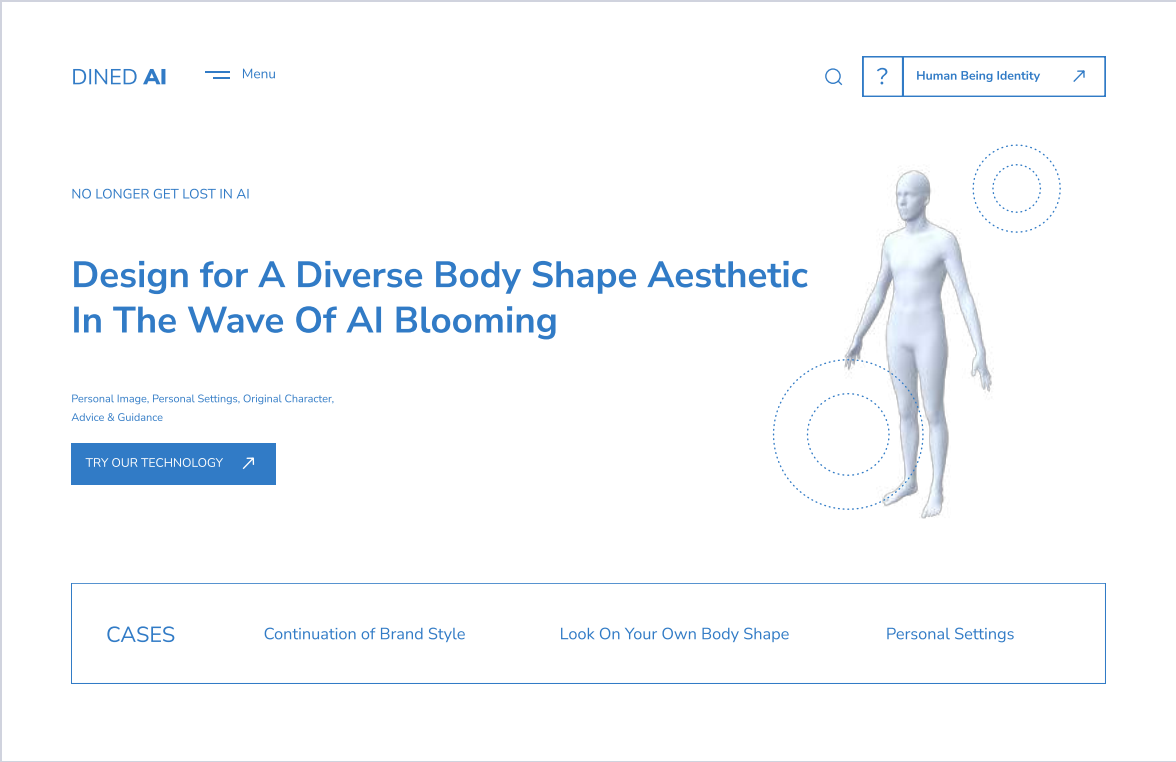 DINED AI
Menu
?
Human Being Identity
NO LONGER GET LOST IN AI
Design for A Diverse Body Shape Aesthetic
In The Wave Of AI Blooming
Personal Image, Personal Settings, Original Character,
Advice & Guidance
TRY OUR TECHNOLOGY
CASES
Continuation of Brand Style
Look On Your Own Body Shape
Personal Settings